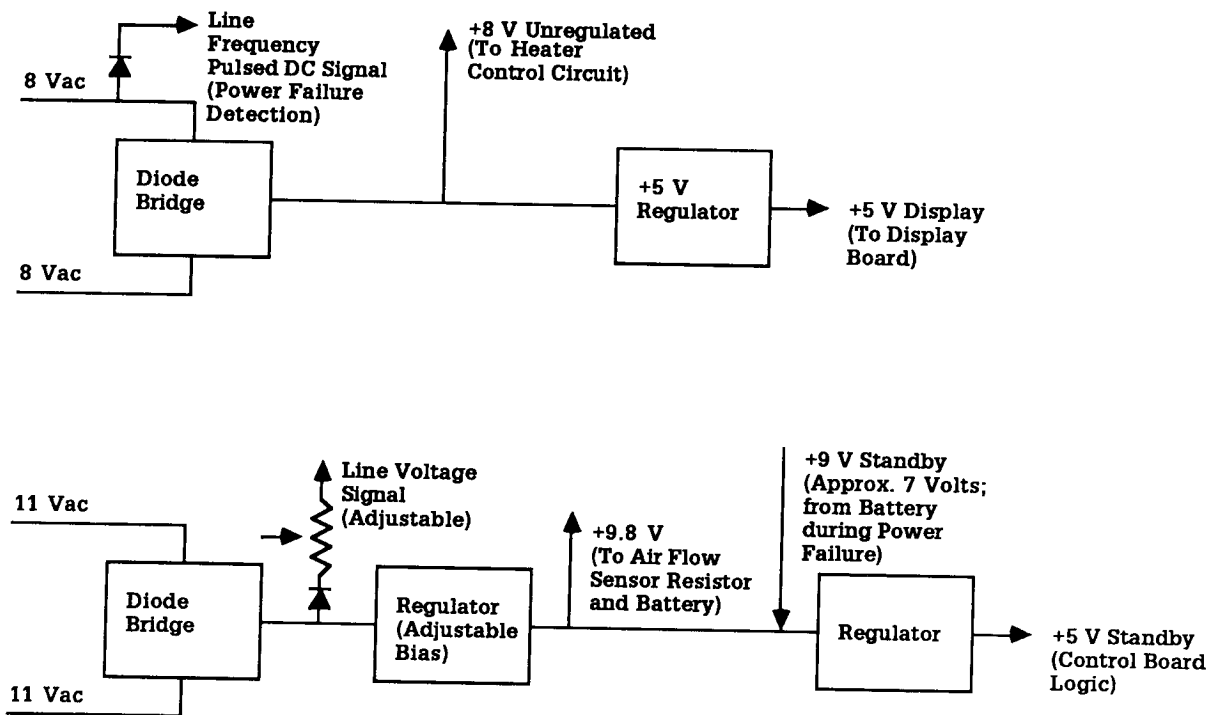 Line
Frequency
Pulsed DC Signal
(Power Failure
Detection)
+8 V Unregulated
(To Heater
Control Circuit)
8 Vac
Diode
Bridge
+5 V
Regulator
+5 V Display
(To Display
Board)
8 Vac
Line Voltage
Signal
(Adjustable)
+9 V Standby
(Approx. 7 Volts;
from Battery
during Power
Failure)
11 Vac
+9.8 V
(To Air Flow
Sensor Resistor
and Battery)
Diode
Bridge
Regulator
(Adjustable
Bias)
Regulator
+5 V Standby
(Control Board
Logic)
11 Vac